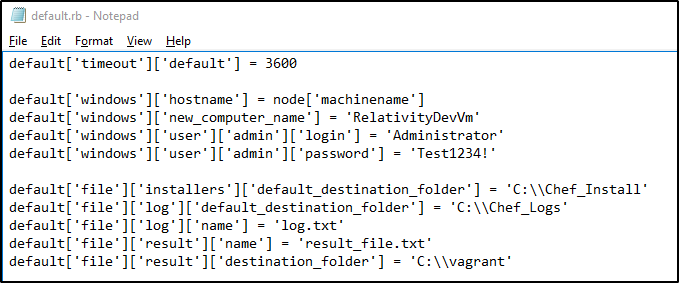 default.rb - Notepad
File Edit Format View Help
default['timeout']['default'] = 3600
default['windows']['hostname'] = node['machinename']
default['windows']['new_computer_name'] = 'RelativityDevVm'
default['windows']['user']['admin']['login'] = 'Administrator'
default['windows']['user']['admin']['password'] = 'Test1234!'
default['file']['installers']['default_destination_folder'] = 'C:\\Chef_Install'
default['file']['log']['default_destination_folder'] = 'C:\\Chef_Logs'
default['file']['log']['name'] = 'log.txt'
default['file']['result']['name'] = 'result_file.txt'
default['file']['result']['destination_folder'] = 'C:\\vagrant'